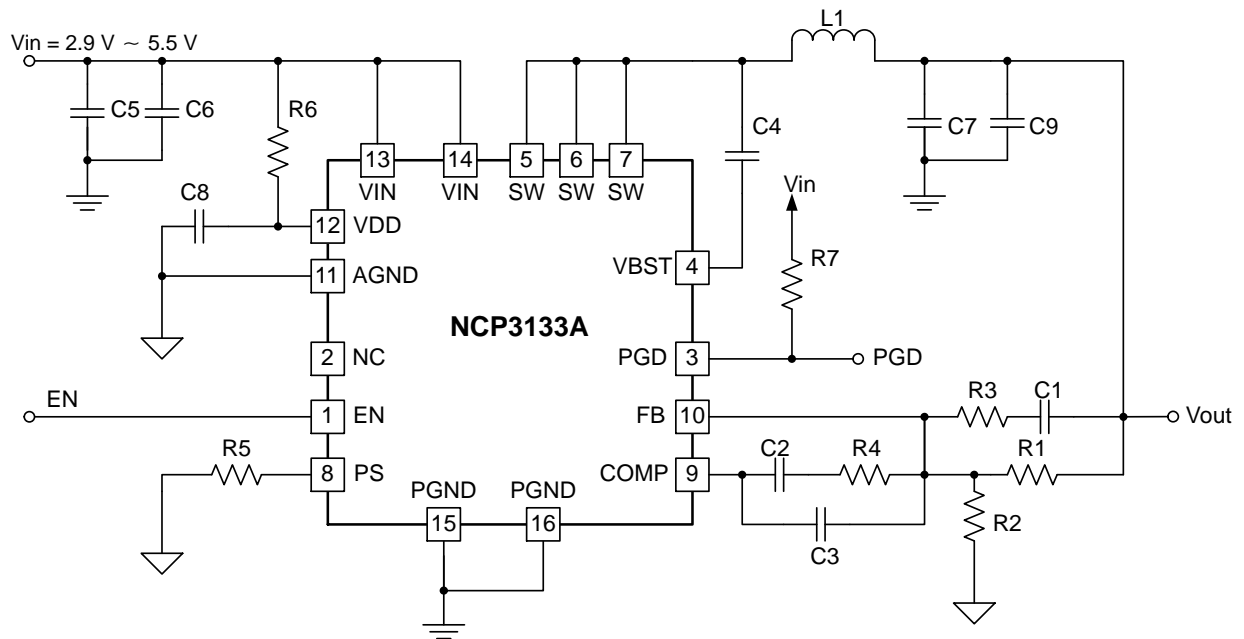 L1
Vin = 2.9 V ~ 5.5 V
C5
C6
R6
C4
C7
C9
13
14
5
6
7
VIN
VIN
SW
SW
SW
C8
Vin
12
VDD
11
AGND
VBST
4
R7
NCP3133A
2
NC
PGD
3
PGD
EN
1
EN
FB
10
R3
C1
Vout
R5
8
PS
COMP
9
C2
R4
R1
PGND
PGND
15
16
R2
C3